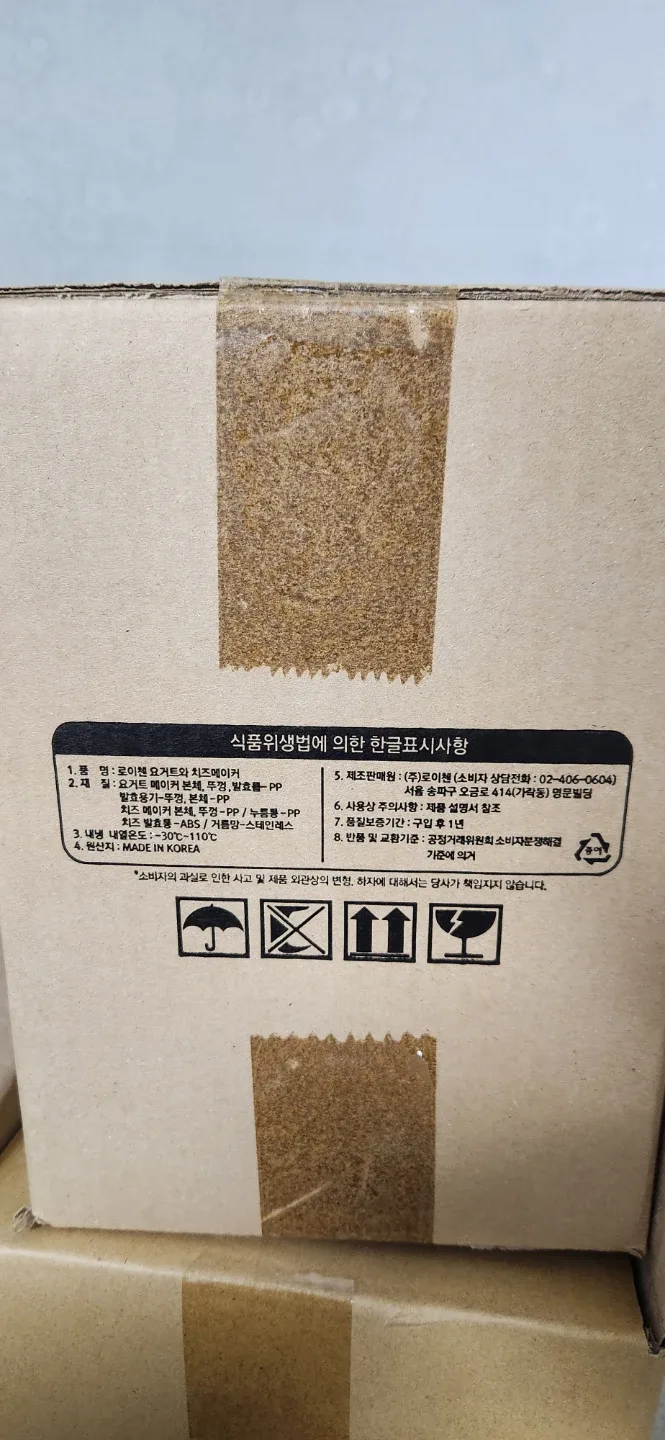 식품위생법에 의한 한글표시사항
1. 품 명 : 로이첸 요거트와 치즈메이커
2. 재 질 : 요거트 메이커 본체, 뚜껑, 발효률- PP
발효용기-뚜껑, 본체-PP
치즈 메이커 본체, 뚜껑-PP / 누름통-PP
치즈 발효통-ABS / 거름망-스테인레스
3. 내냉 내열온도 : -30℃~110℃
4. 원산지 : MADE IN KOREA
5. 제조판매원 : (주)로이첸 (소비자 상담전화 : 02-406-0604)
서울 송파구 오금로 414(가락동) 명문빌딩
6. 사용상 주의사항 : 제품 설명서 참조
7. 품질보증기간 : 구입 후 1년
8. 반품 및 교환기준 : 공정거래위원회 소비자분쟁해결
기준에 의거
종이
*소비자의 과실로 인한 사고 및 제품 외관상의 변형, 하자에 대해서는 당사가 책임지지 않습니다.